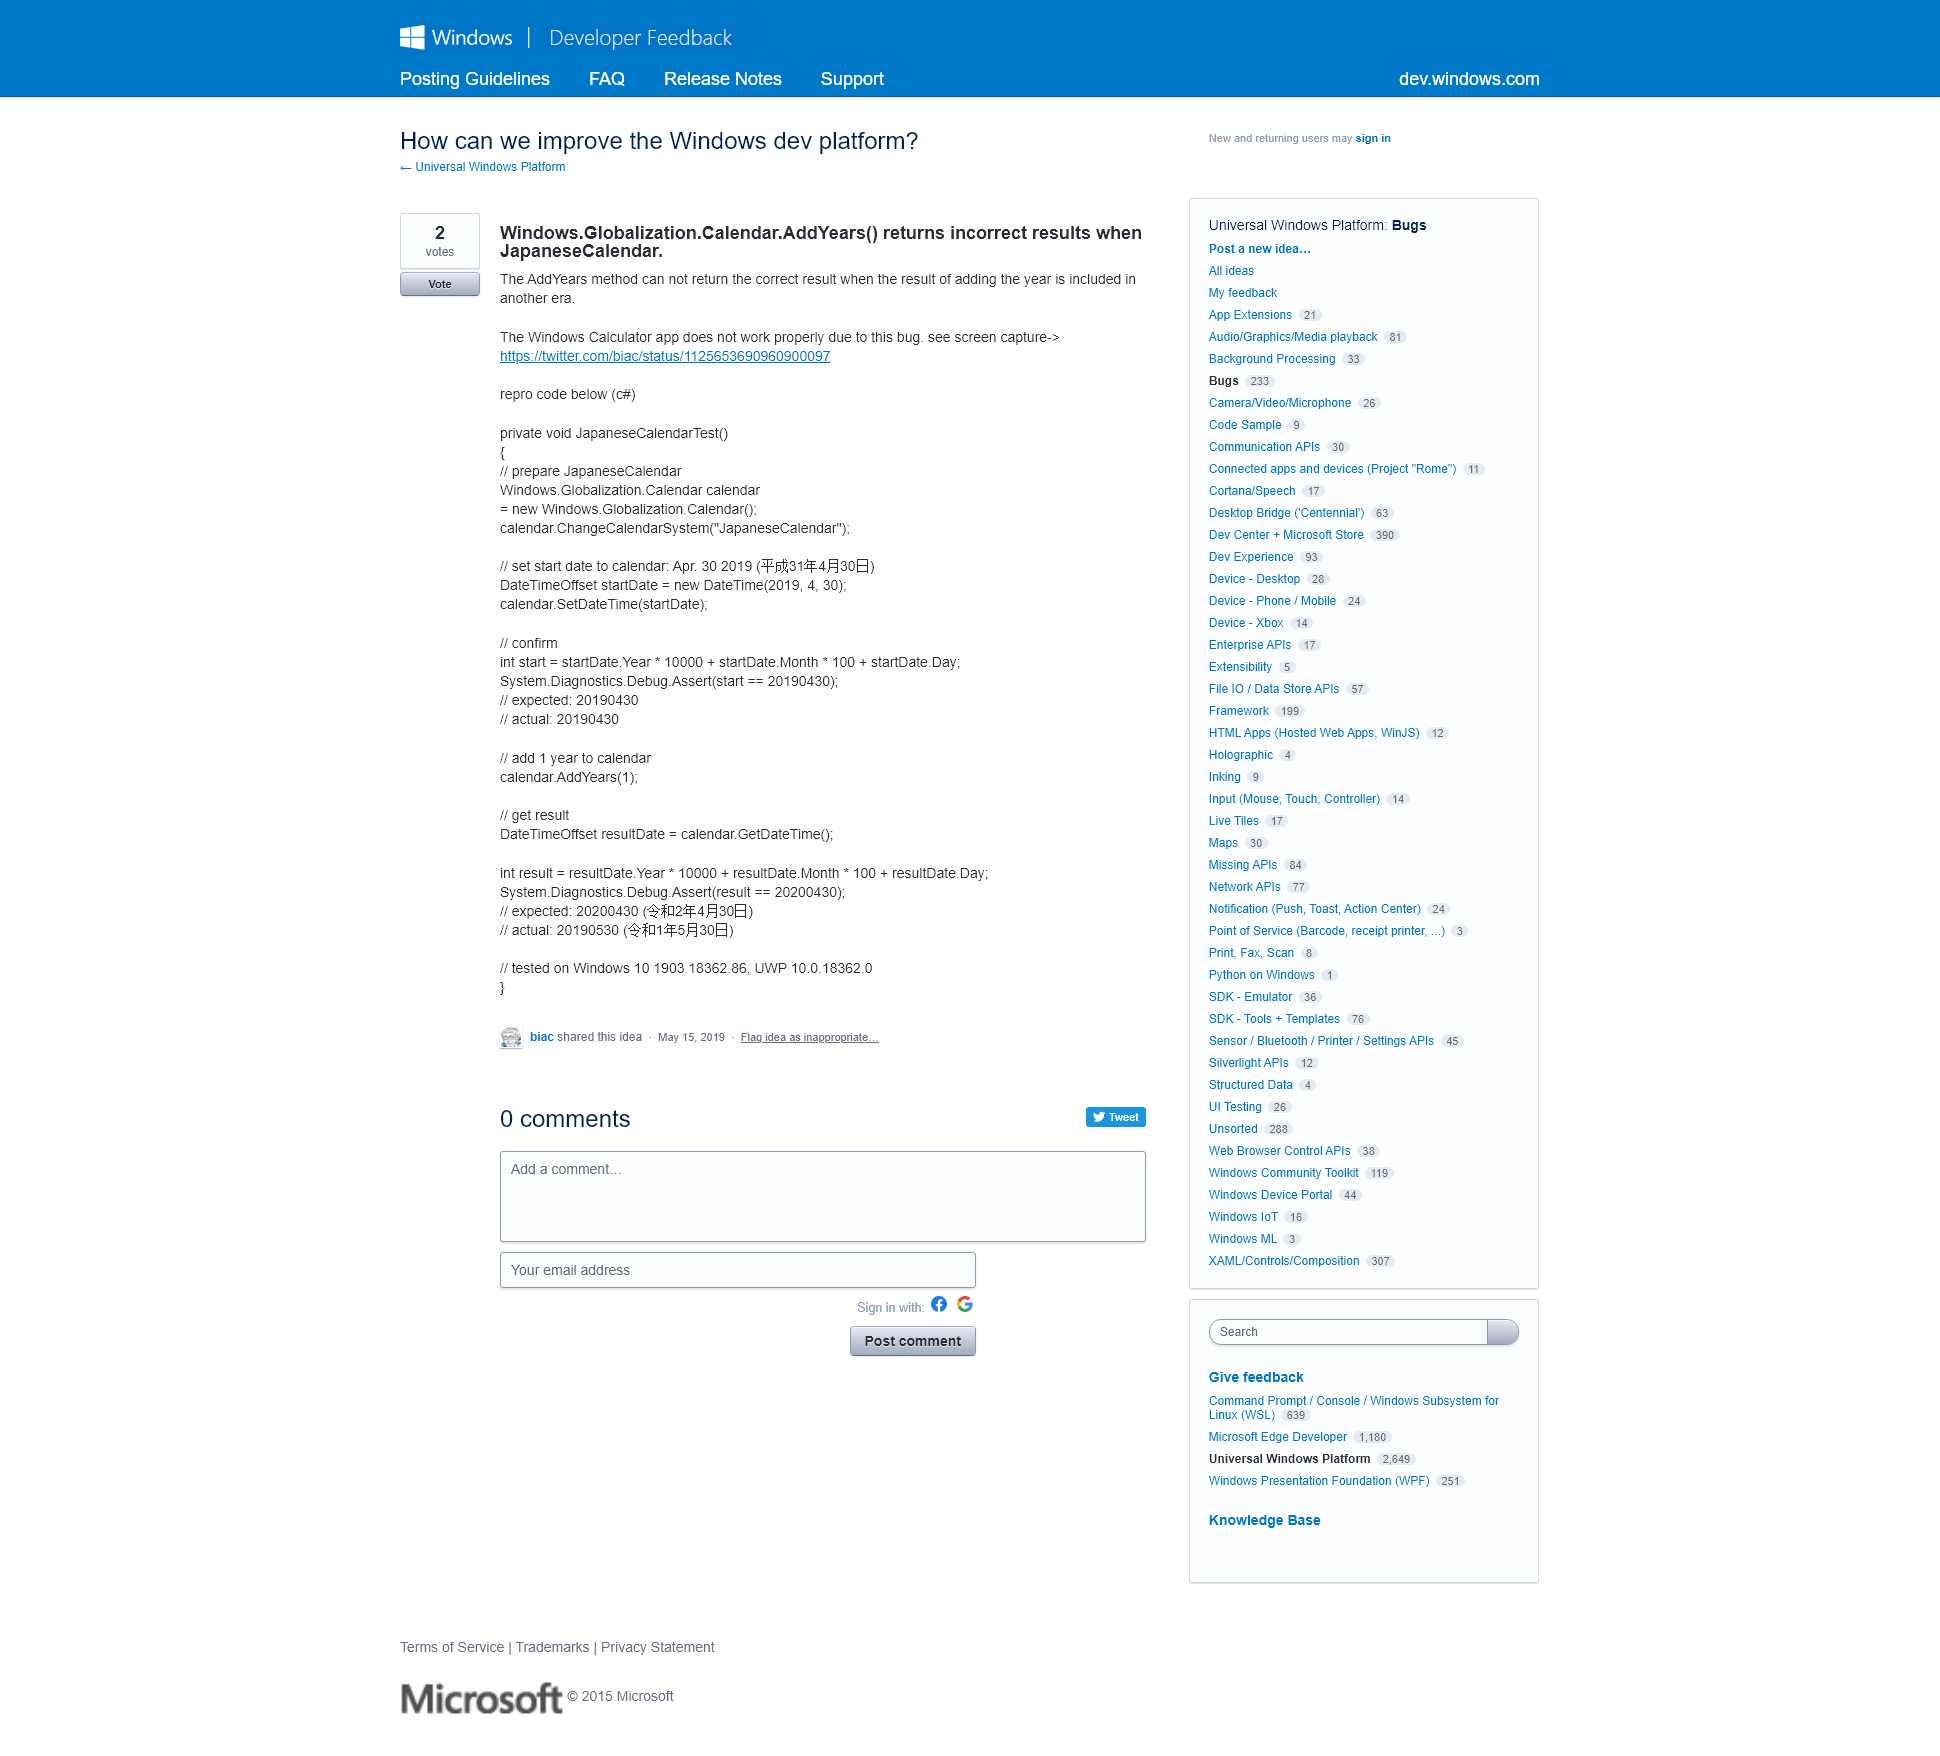 Windows | Developer Feedback
Posting Guidelines FAQ Release Notes Support dev.windows.com
How can we improve the Windows dev platform?
← Universal Windows Platform
New and returning users may sign in
2
votes
Vote
Windows.Globalization.Calendar.AddYears() returns incorrect results when
JapaneseCalendar.
The AddYears method can not return the correct result when the result of adding the year is included in
another era.
The Windows Calculator app does not work properly due to this bug. see screen capture->
https://twitter.com/biac/status/1125653690960900097
repro code below (c#)
private void JapaneseCalendarTest()
{
// prepare JapaneseCalendar
Windows.Globalization.Calendar calendar
= new Windows.Globalization.Calendar();
calendar.ChangeCalendarSystem("JapaneseCalendar");
// set start date to calendar: Apr. 30 2019 (平成31年4月30日)
DateTimeOffset startDate = new DateTime(2019, 4, 30);
calendar.SetDateTime(startDate);
// confirm
int start = startDate.Year * 10000 + startDate.Month * 100 + startDate.Day;
System.Diagnostics.Debug.Assert(start == 20190430);
// expected: 20190430
// actual: 20190430
// add 1 year to calendar
calendar.AddYears(1);
// get result
DateTimeOffset resultDate = calendar.GetDateTime();
int result = resultDate.Year * 10000 + resultDate.Month * 100 + resultDate.Day;
System.Diagnostics.Debug.Assert(result == 20200430);
// expected: 20200430 (令和2年4月30日)
// actual: 20190530 (令和1年5月30日)
// tested on Windows 10 1903 18362.86, UWP 10.0.18362.0
}
biac shared this idea · May 15, 2019 · Flag idea as inappropriate…
0 comments
Tweet
Add a comment…
Your email address
Sign in with:
Post comment
Universal Windows Platform: Bugs
Post a new idea…
All ideas
My feedback
App Extensions 21
Audio/Graphics/Media playback 81
Background Processing 33
Bugs 233
Camera/Video/Microphone 26
Code Sample 9
Communication APIs 30
Connected apps and devices (Project "Rome") 11
Cortana/Speech 17
Desktop Bridge ('Centennial') 63
Dev Center + Microsoft Store 390
Dev Experience 93
Device - Desktop 28
Device - Phone / Mobile 24
Device - Xbox 14
Enterprise APIs 17
Extensibility 5
File IO / Data Store APIs 57
Framework 199
HTML Apps (Hosted Web Apps, WinJS) 12
Holographic 4
Inking 9
Input (Mouse, Touch, Controller) 14
Live Tiles 17
Maps 30
Missing APIs 84
Network APIs 77
Notification (Push, Toast, Action Center) 24
Point of Service (Barcode, receipt printer, ...) 3
Print, Fax, Scan 8
Python on Windows 1
SDK - Emulator 36
SDK - Tools + Templates 76
Sensor / Bluetooth / Printer / Settings APIs 45
Silverlight APIs 12
Structured Data 4
UI Testing 26
Unsorted 288
Web Browser Control APIs 38
Windows Community Toolkit 119
Windows Device Portal 44
Windows IoT 16
Windows ML 3
XAML/Controls/Composition 307
Search
Give feedback
Command Prompt / Console / Windows Subsystem for
Linux (WSL) 639
Microsoft Edge Developer 1,180
Universal Windows Platform 2,649
Windows Presentation Foundation (WPF) 251
Knowledge Base
Terms of Service | Trademarks | Privacy Statement
Microsoft © 2015 Microsoft